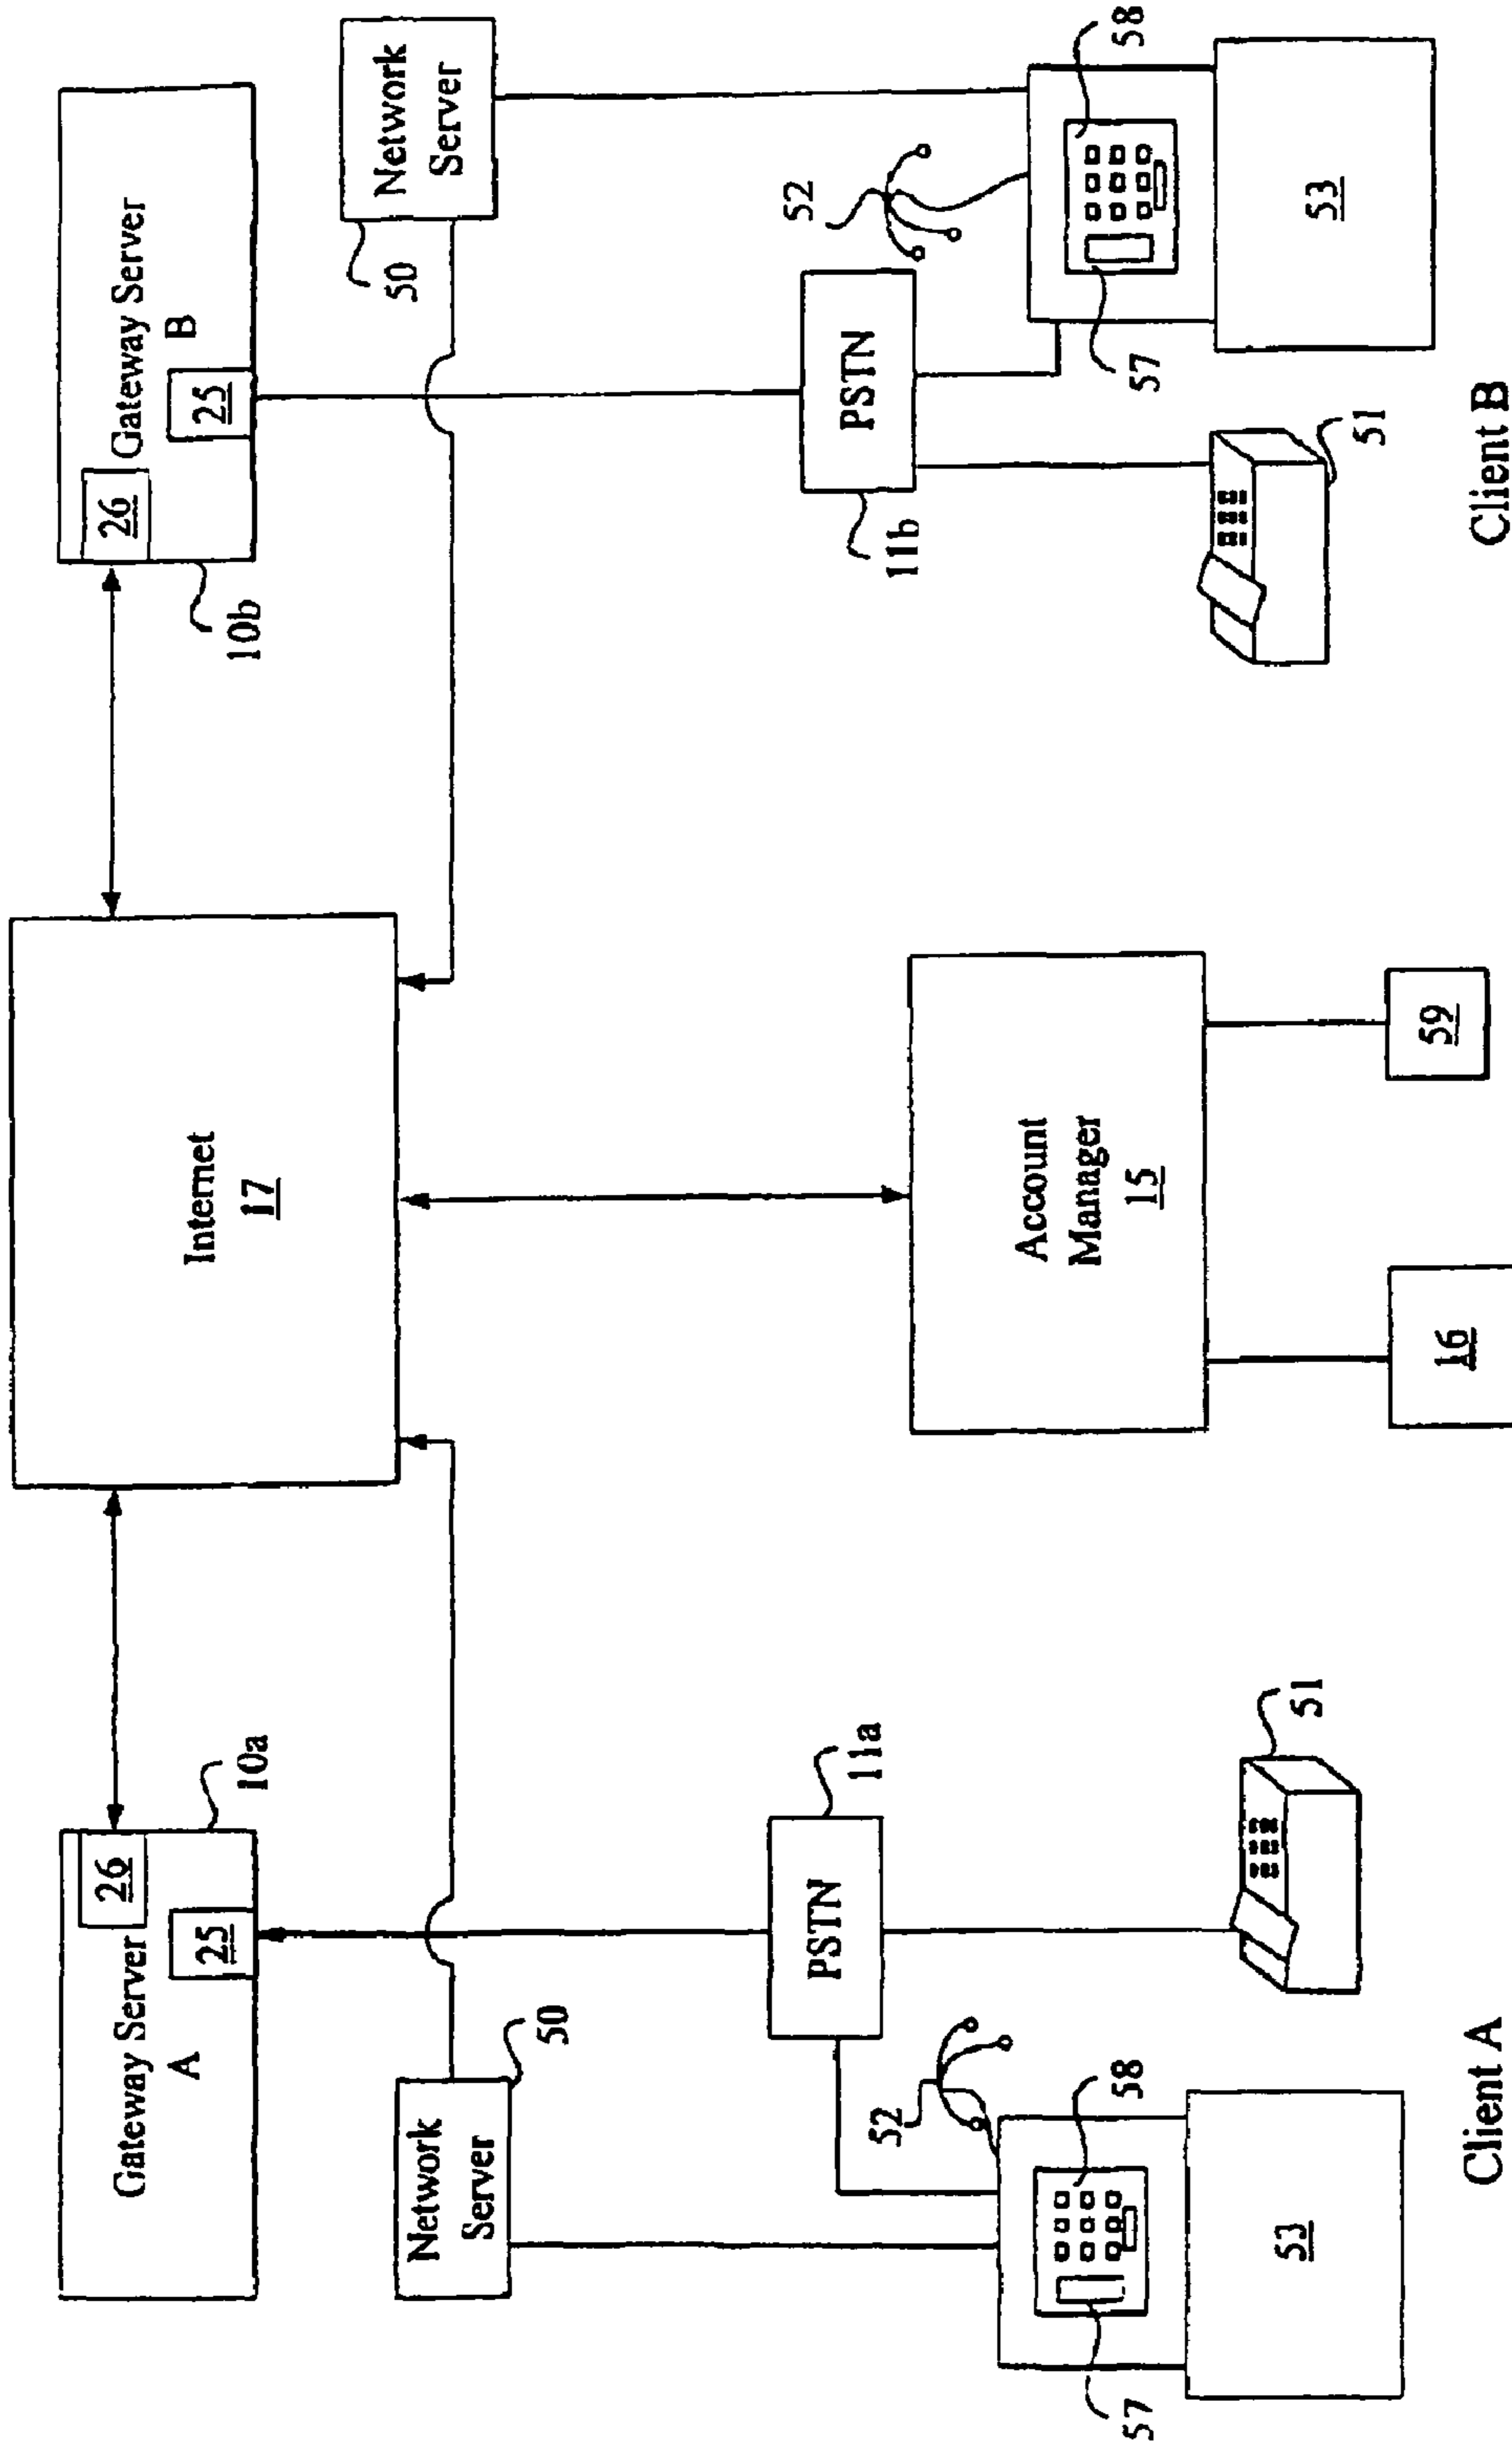 Gateway Server
A
26
25
10a
Internet
17
26
Gateway Server
B
25
10b
Network
Server
50
Network
Server
50
PSTN
11a
Account
Manager
15
PSTN
11b
52
58
57
53
51
16
59
51
52
58
57
53
Client A
Client B